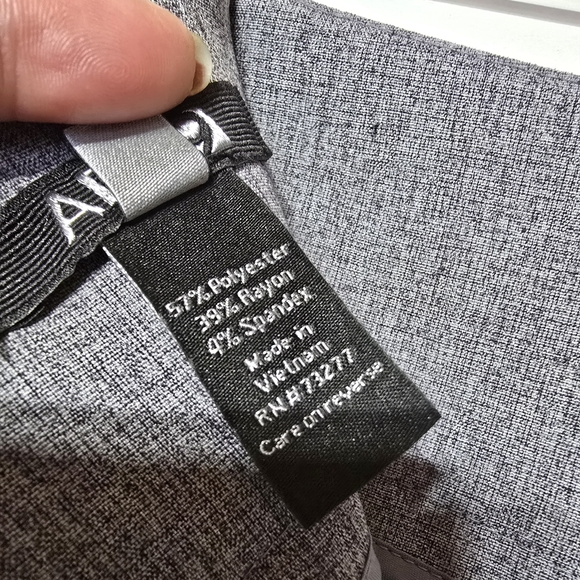 57% Polyester
39% Rayon
4% Spandex
Made in
Vietnam
RN#73277
Care on reverse